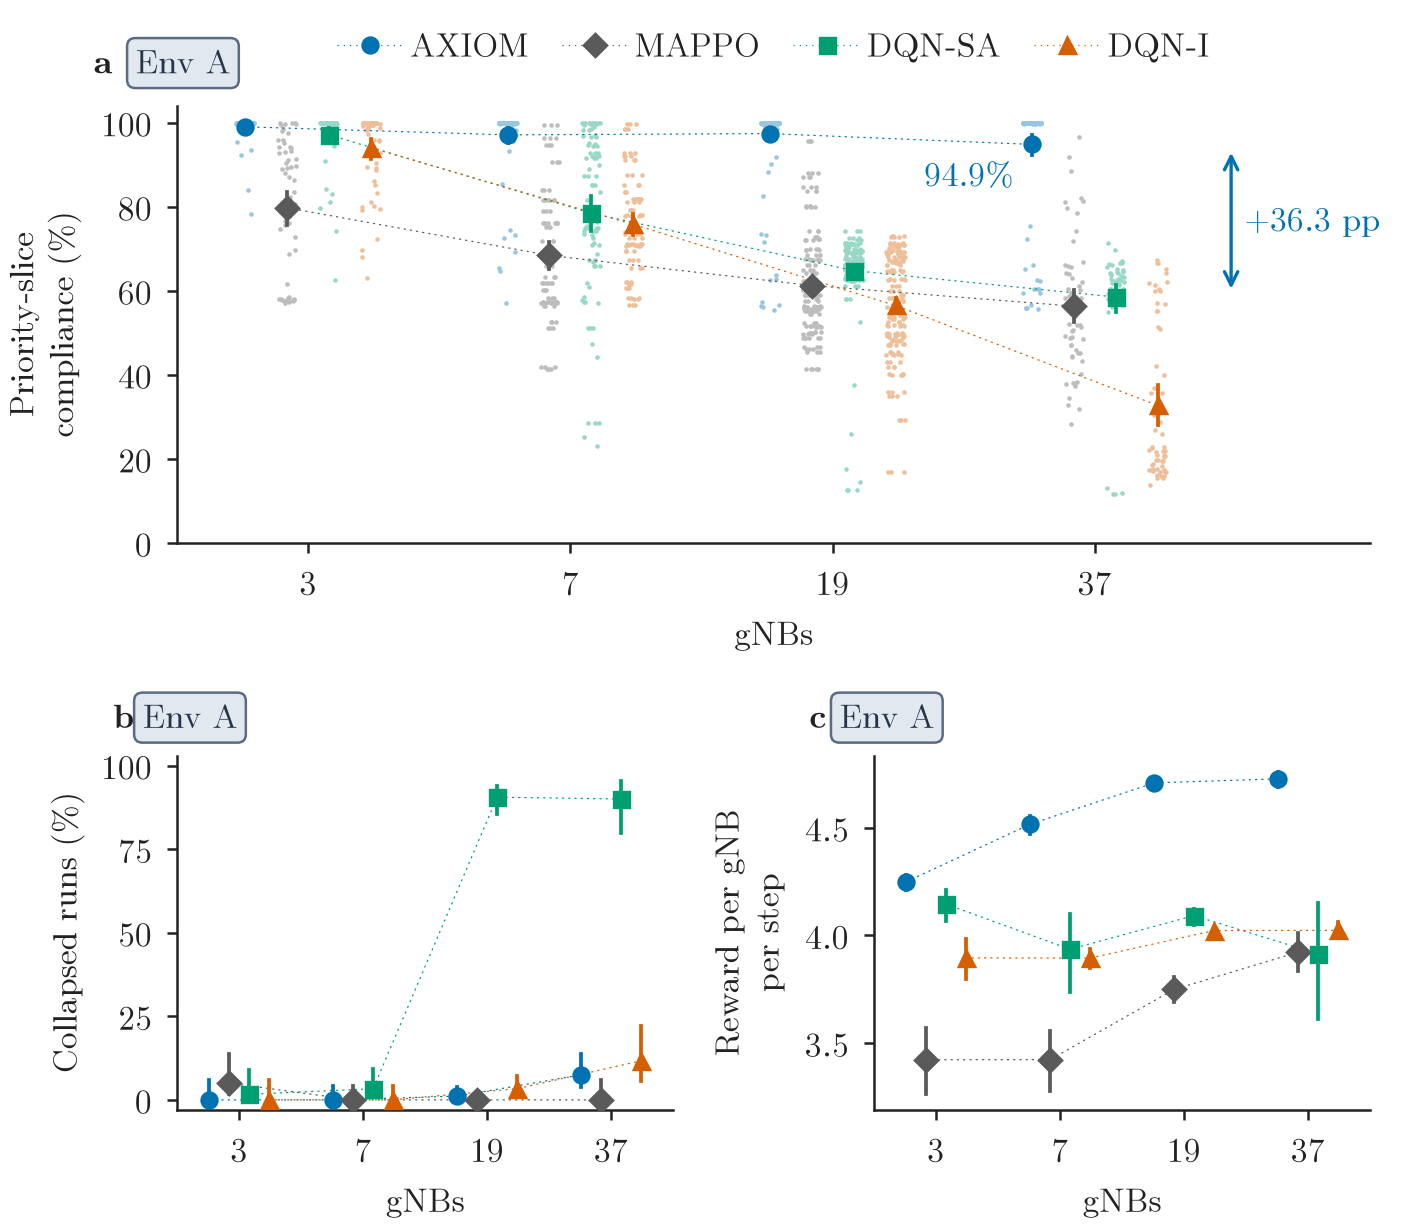 AXIOM MAPPO DQN-SA DQN-I
a Env A
100
80
60
40
20
0
Priority-slice
compliance (%)
94.9%
+36.3 pp
3 7 19 37
gNBs
b Env A
100
75
50
25
0
Collapsed runs (%)
3 7 19 37
gNBs
c Env A
4.5
4.0
3.5
Reward per gNB
per step
3 7 19 37
gNBs